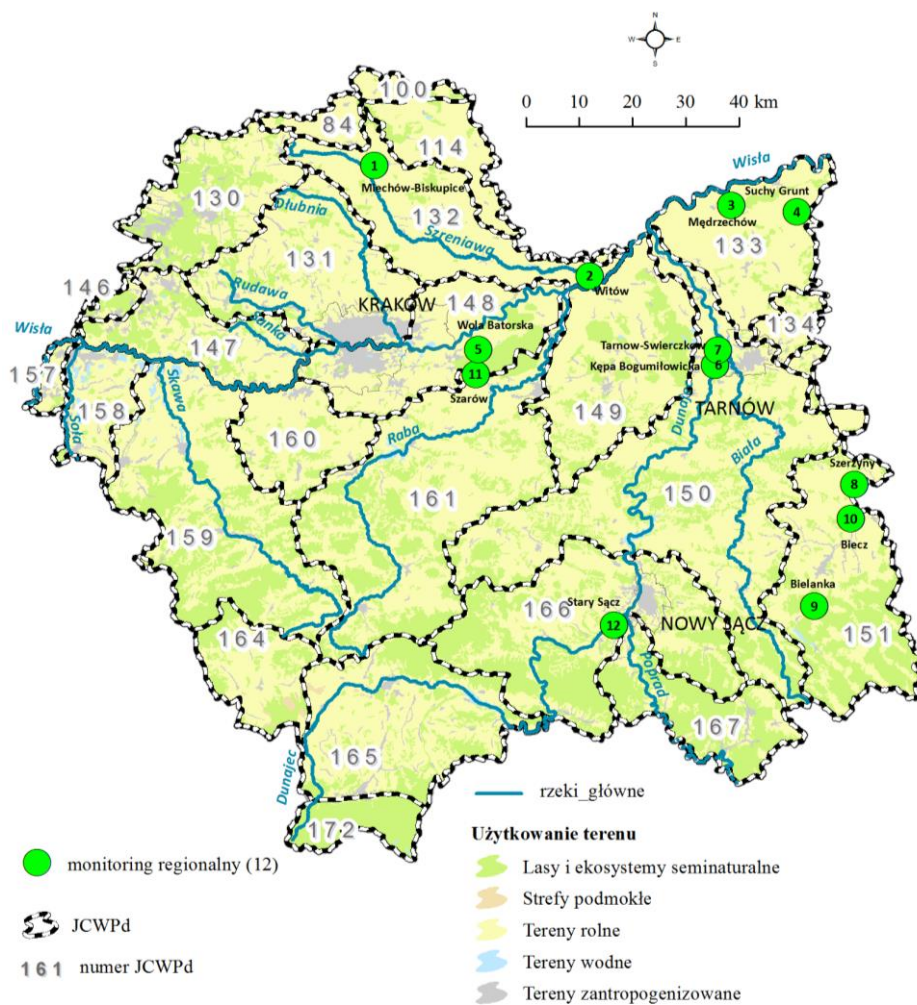 N
W E
S
0 10 20 30 40 km
100
84
114
Wisła
1
Miechów-Biskupice
130
Suchy Grunt
3
4
Mędrzechów
Dłubnia
132
133
131
Szreniawa
2
Witów
146
Rudawa
KRAKÓW
148
134
Wisła
Sanka
Wola Batorska
147
5
Tarnow-Swierczkow
7
157
11
Kępa Bogumiłowicka
6
Szarów
149
158
Skawa
Dunajec
TARNÓW
Soła
160
Raba
Biała
Szerzyny
8
161
150
10
159
Biecz
Bielanka
Stary Sącz
9
166
164
12
NOWY SĄCZ
151
Poprad
167
165
Dunajec
172
rzeki_główne
Użytkowanie terenu
monitoring regionalny (12)
Lasy i ekosystemy seminaturalne
Strefy podmokłe
JCWPd
Tereny rolne
161 numer JCWPd
Tereny wodne
Tereny zantropogenizowane